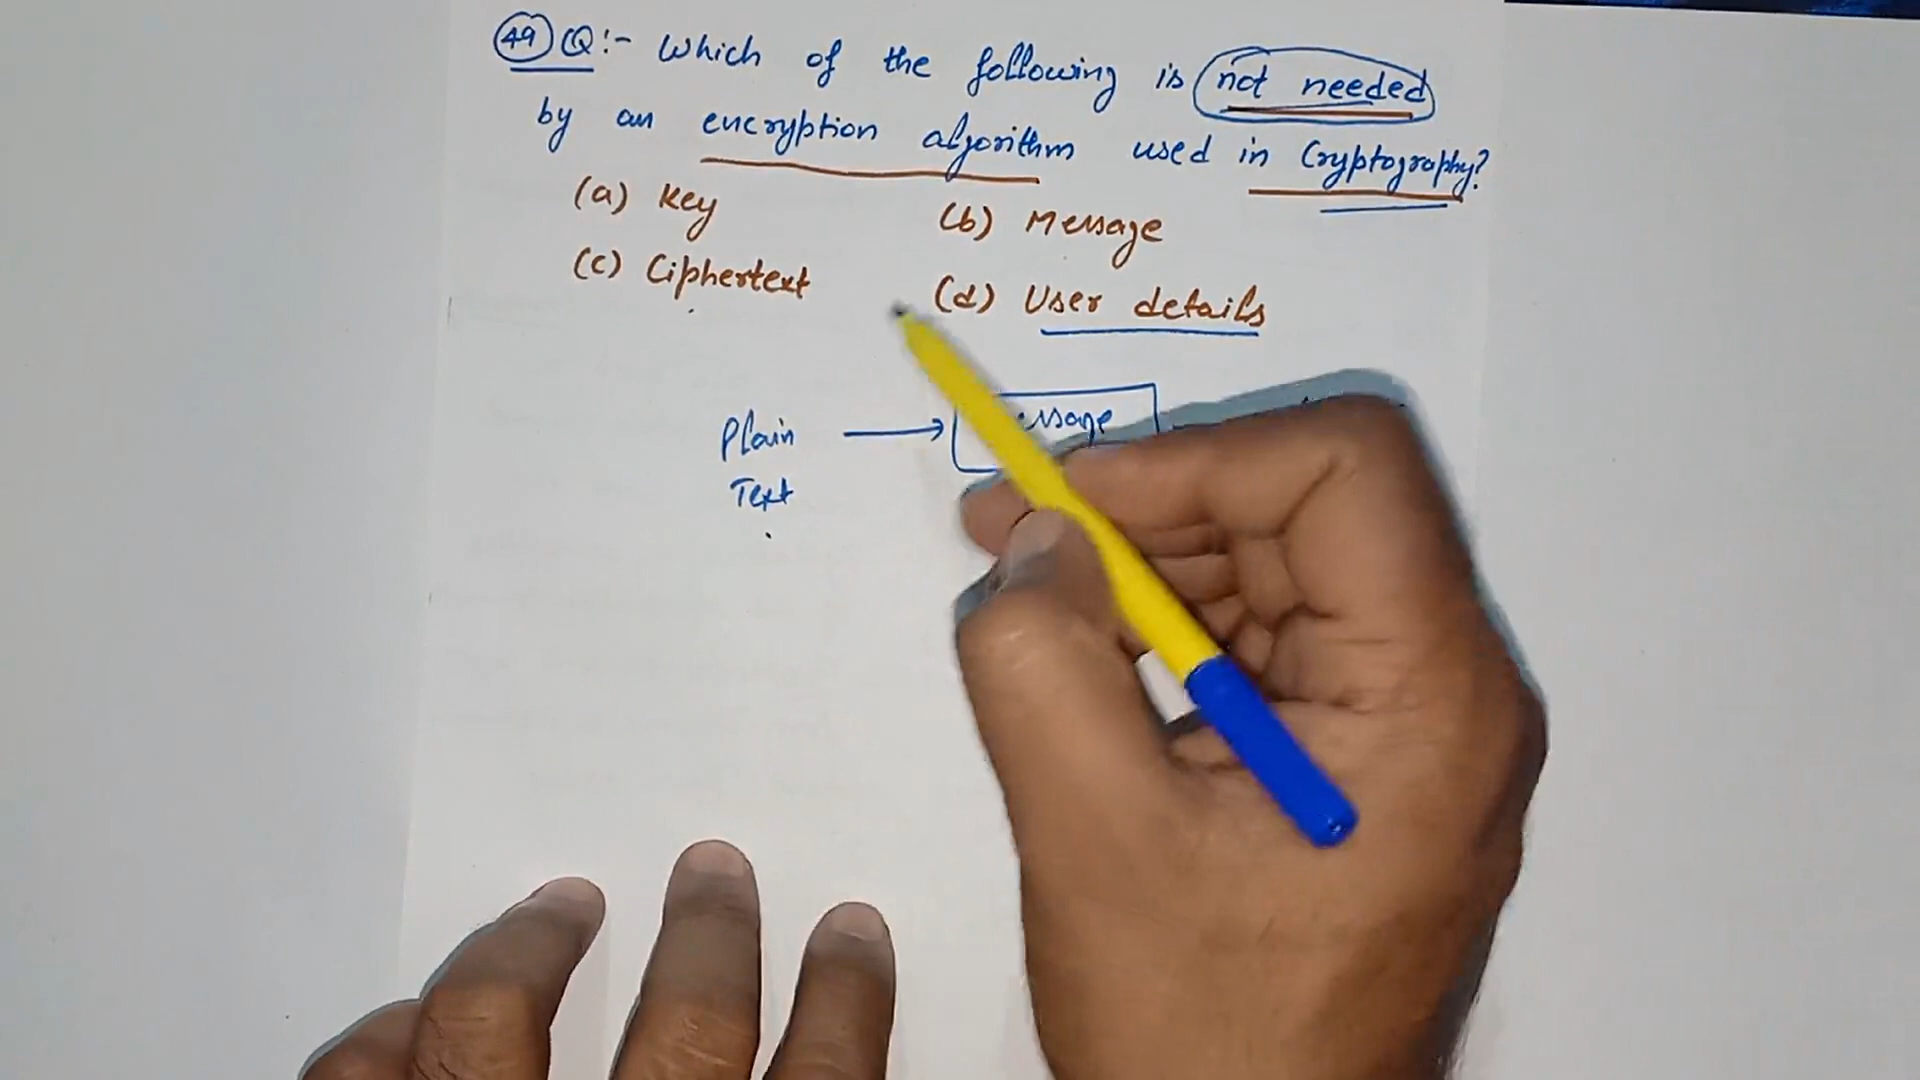 49 Q:- Which of the following is not needed
by an encryption algorithm used in Cryptography?
(a) Key (b) Message
(c) Ciphertext (d) User details
Plain
Text